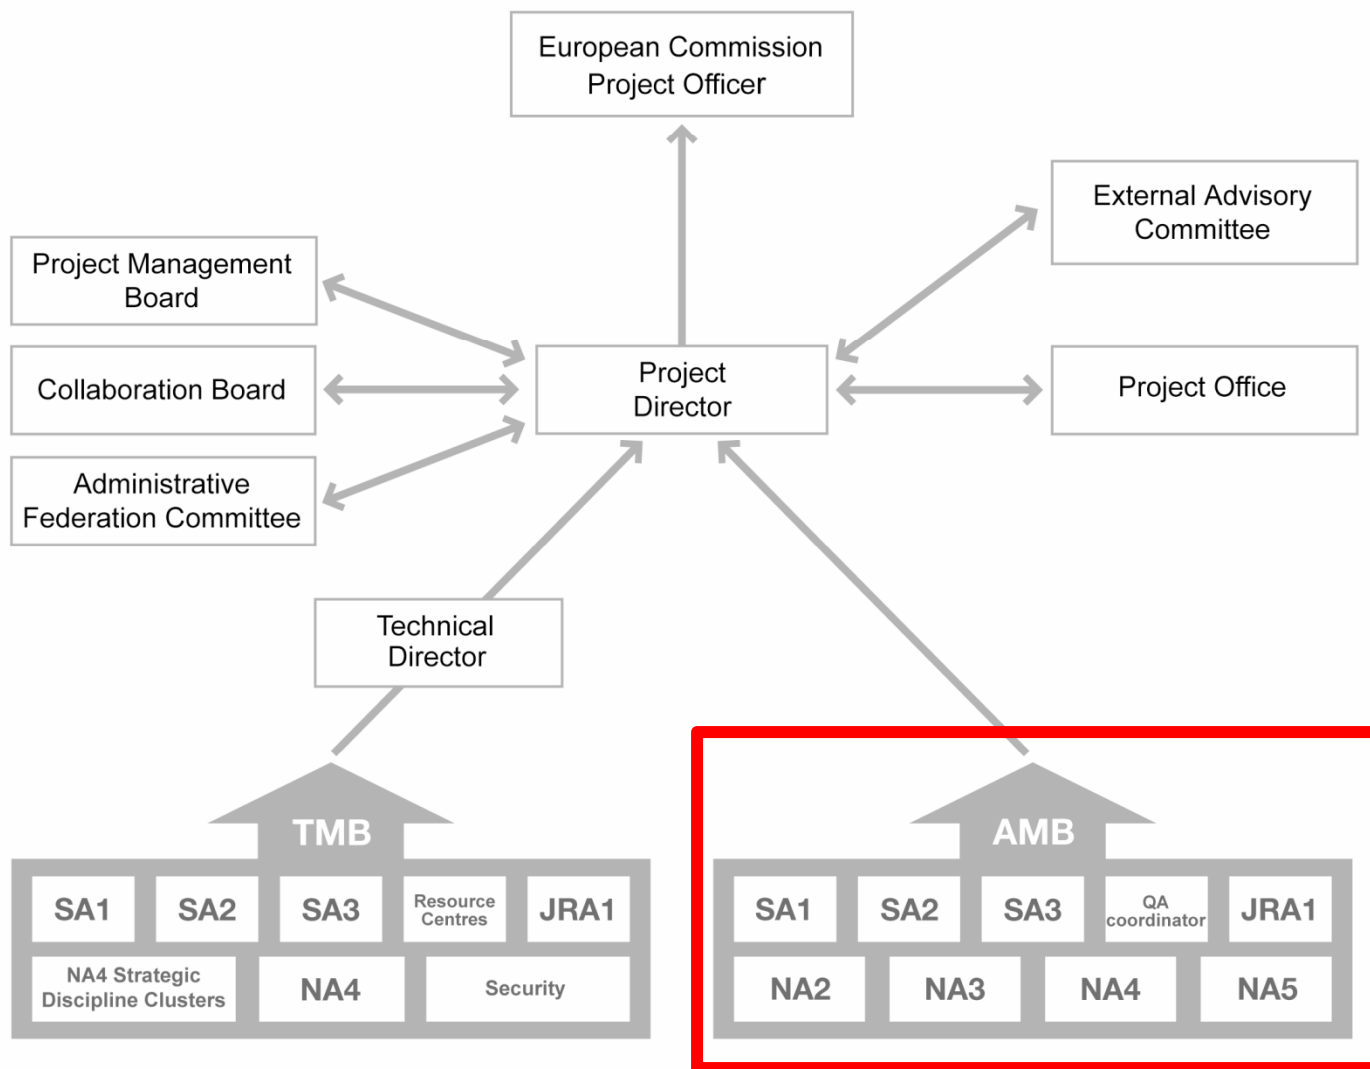 European Commission
Project Officer
External Advisory
Committee
Project Management
Board
Collaboration Board
Project
Director
Project Office
Administrative
Federation Committee
Technical
Director
TMB
SA1
SA2
SA3
Resource
Centres
JRA1
NA4 Strategic
Discipline Clusters
NA4
Security
AMB
SA1
SA2
SA3
QA
coordinator
JRA1
NA2
NA3
NA4
NA5